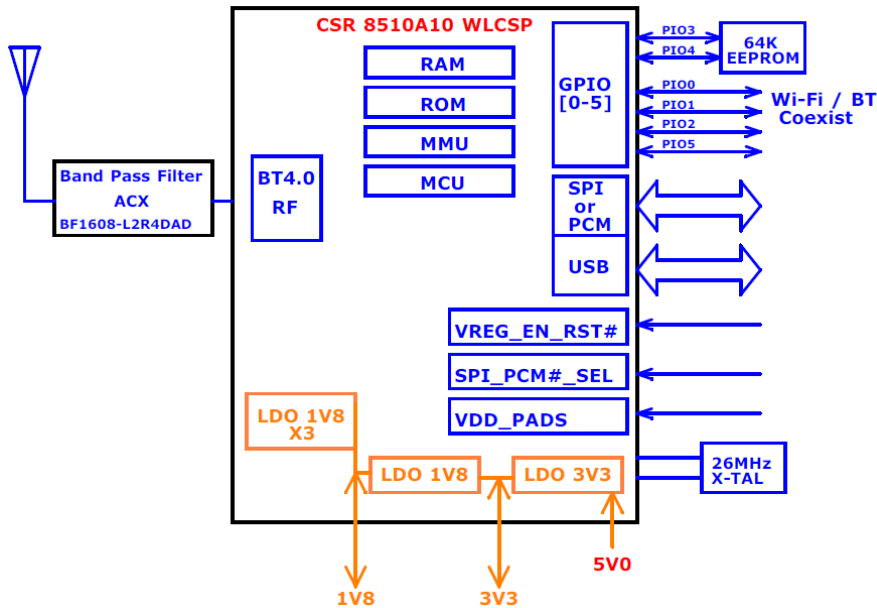 CSR 8510A10 WLCSP
RAM
ROM
MMU
MCU
GPIO
[0-5]
PIO3
PIO4
64K
EEPROM
PIO0
PIO1
PIO2
PIO5
Wi-Fi / BT
Coexist
Band Pass Filter
ACX
BF1608-L2R4DAD
BT4.0
RF
SPI
or
PCM
USB
VREG_EN_RST#
SPI_PCM#_SEL
VDD_PADS
LDO 1V8
X3
LDO 1V8
LDO 3V3
26MHz
X-TAL
5V0
1V8
3V3